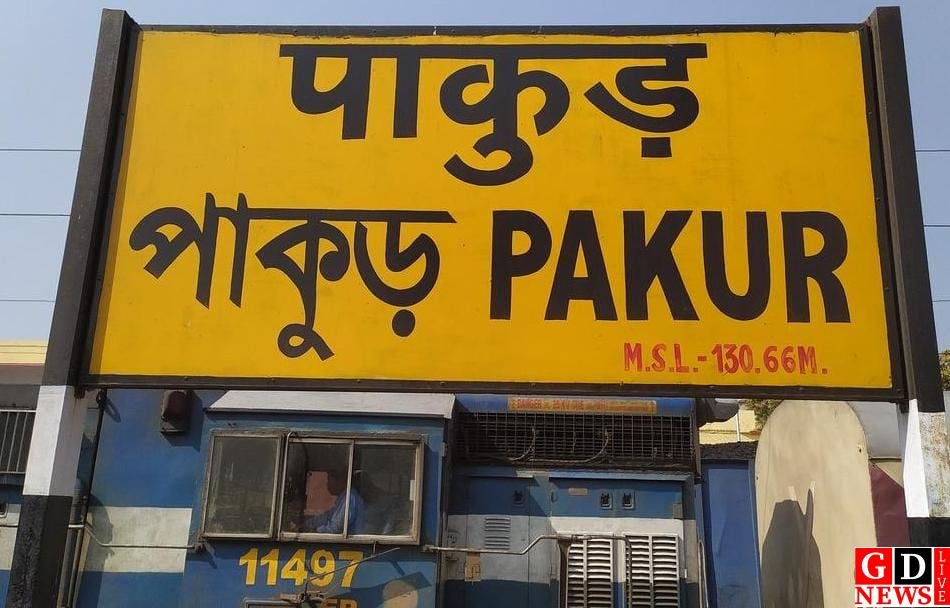 पाकुड़
পাকুড় PAKUR
M.S.L.- 130.66M.
11497
GD
LIVE
NEWS